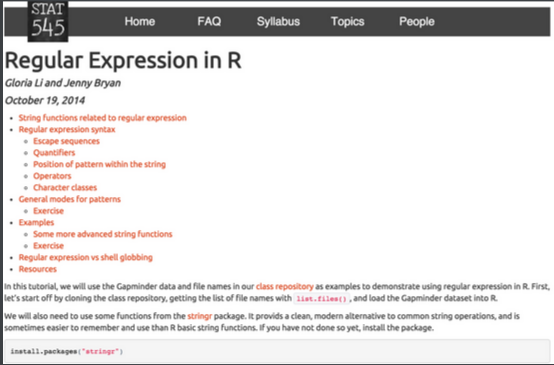 STAT
545
Home FAQ Syllabus Topics People
Regular Expression in R
Gloria Li and Jenny Bryan
October 19, 2014
String functions related to regular expression
Regular expression syntax
Escape sequences
Quantifiers
Position of pattern within the string
Operators
Character classes
General modes for patterns
Exercise
Examples
Some more advanced string functions
Exercise
Regular expression vs shell globbing
Resources
In this tutorial, we will use the Gapminder data and file names in our class repository as examples to demonstrate using regular expression in R. First,
let's start off by cloning the class repository, getting the list of file names with list.files() , and load the Gapminder dataset into R.
We will also need to use some functions from the stringr package. It provids a clean, modern alternative to common string operations, and is
sometimes easier to remember and use than R basic string functions. If you have not done so yet, install the package.
install.packages("stringr")